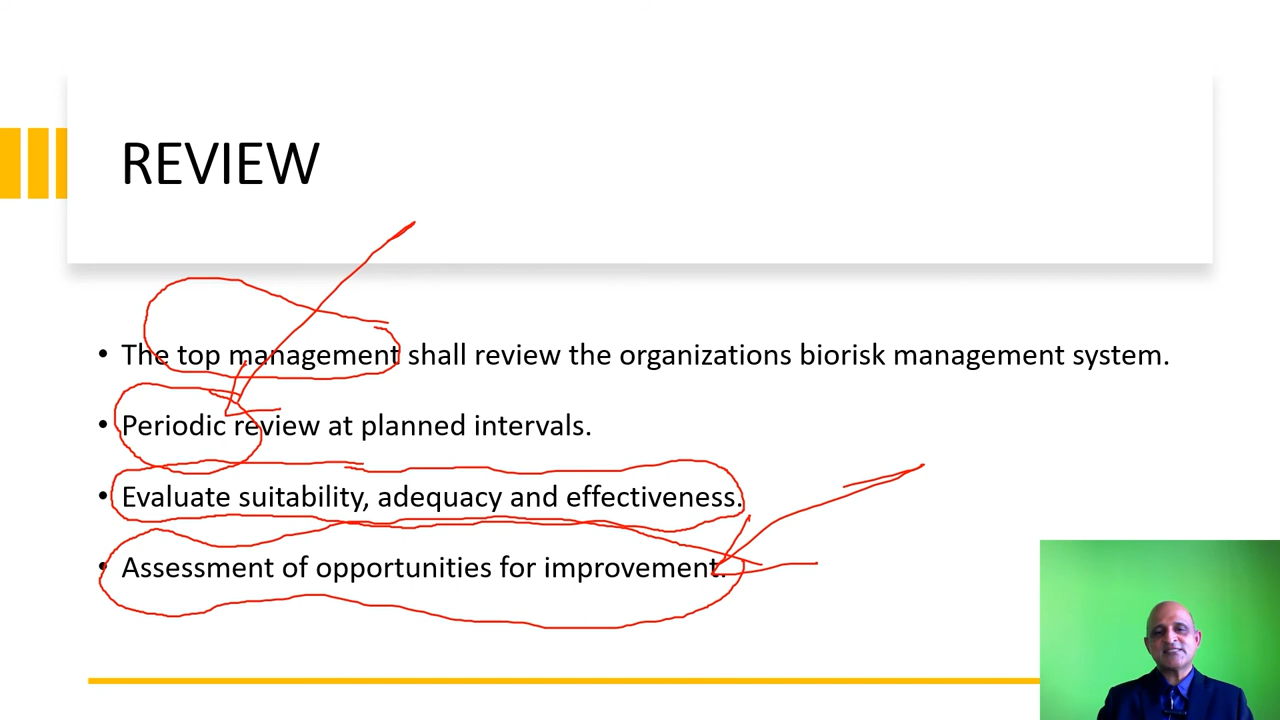 REVIEW
• The top management shall review the organizations biorisk management system.
• Periodic review at planned intervals.
• Evaluate suitability, adequacy and effectiveness.
• Assessment of opportunities for improvement.